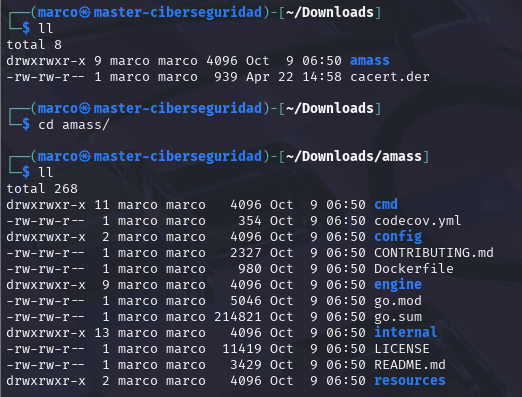 ┌──(marco㉿master-ciberseguridad)-[~/Downloads]
└─$ ll
total 8
drwxrwxr-x 9 marco marco 4096 Oct  9 06:50 amass
-rw-rw-r-- 1 marco marco  939 Apr 22 14:58 cacert.der
┌──(marco㉿master-ciberseguridad)-[~/Downloads]
└─$ cd amass/
┌──(marco㉿master-ciberseguridad)-[~/Downloads/amass]
└─$ ll
total 268
drwxrwxr-x 11 marco marco   4096 Oct  9 06:50 cmd
-rw-rw-r--  1 marco marco    354 Oct  9 06:50 codecov.yml
drwxrwxr-x  2 marco marco   4096 Oct  9 06:50 config
-rw-rw-r--  1 marco marco   2327 Oct  9 06:50 CONTRIBUTING.md
-rw-rw-r--  1 marco marco    980 Oct  9 06:50 Dockerfile
drwxrwxr-x  9 marco marco   4096 Oct  9 06:50 engine
-rw-rw-r--  1 marco marco   5046 Oct  9 06:50 go.mod
-rw-rw-r--  1 marco marco 214821 Oct  9 06:50 go.sum
drwxrwxr-x 13 marco marco   4096 Oct  9 06:50 internal
-rw-rw-r--  1 marco marco  11419 Oct  9 06:50 LICENSE
-rw-rw-r--  1 marco marco   3429 Oct  9 06:50 README.md
drwxrwxr-x  2 marco marco   4096 Oct  9 06:50 resources